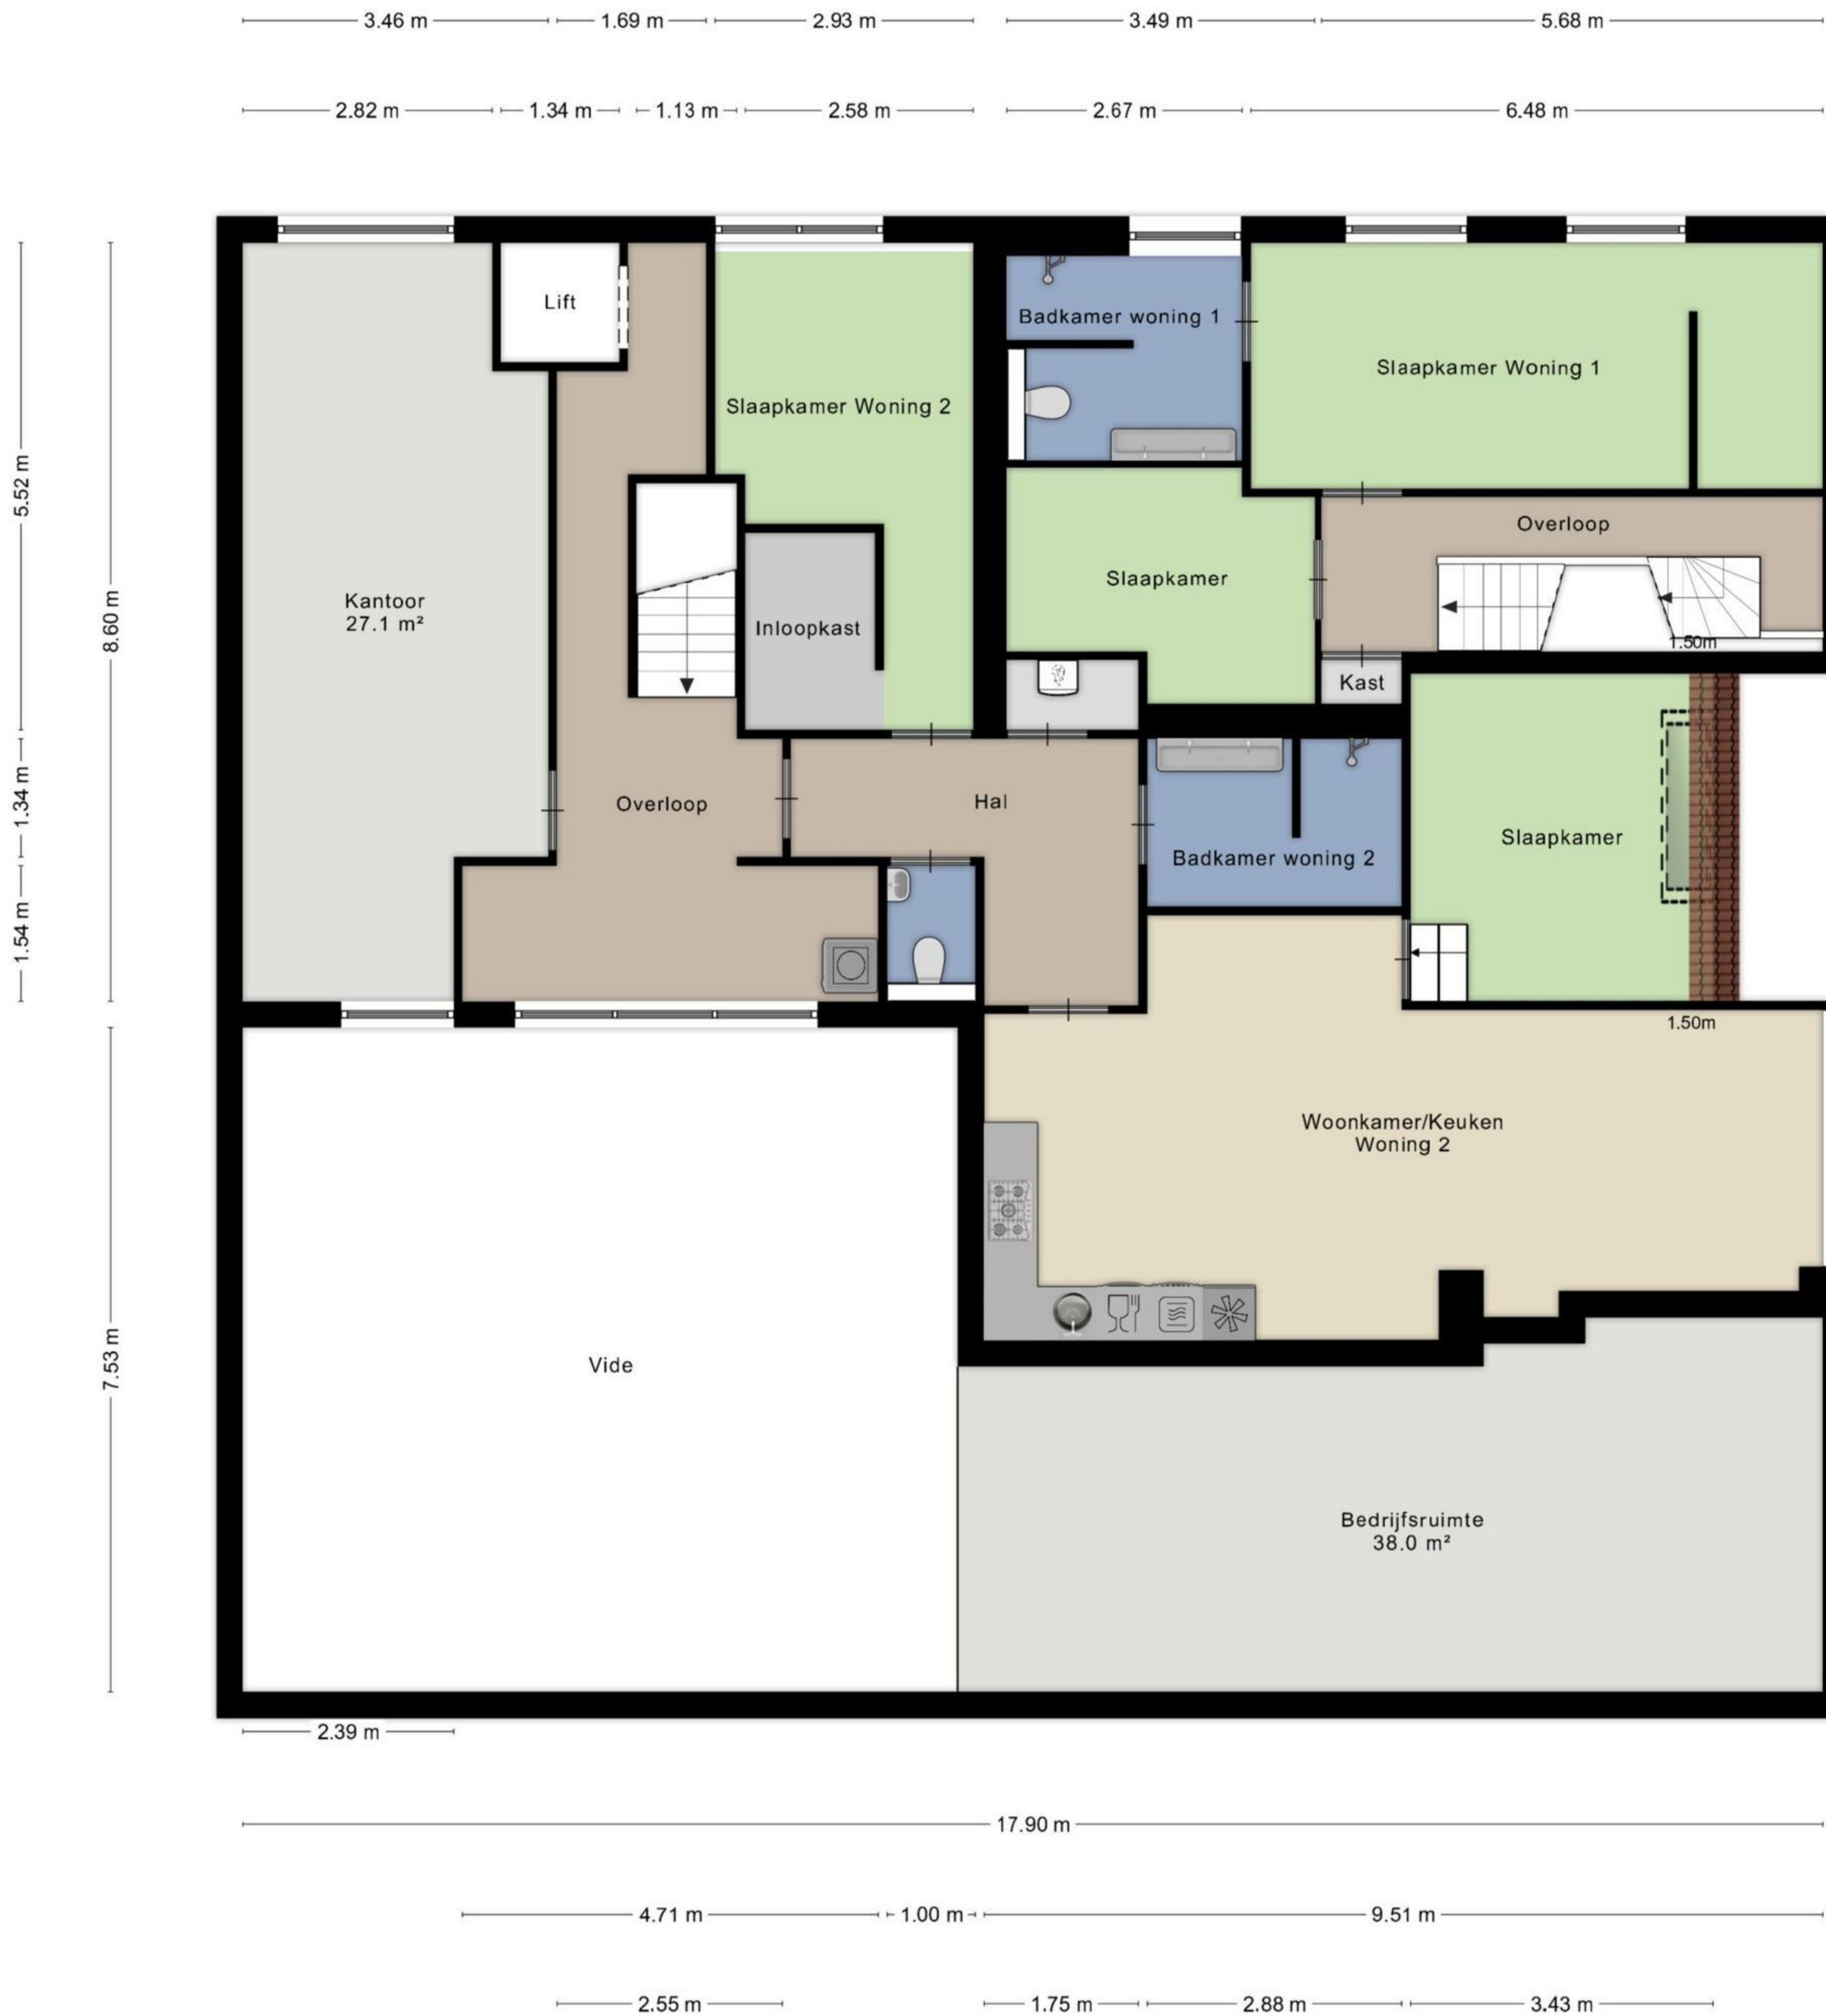 3.46 m 1.69 m 2.93 m 3.49 m 5.68 m
2.82 m 1.34 m 1.13 m 2.58 m 2.67 m 6.48 m
Lift
Badkamer woning 1
Slaapkamer Woning 1
Slaapkamer Woning 2
5.52 m
Overloop
Slaapkamer
Kantoor
27.1 m²
8.60 m
Inloopkast
1.50m
Kast
1.34 m
Overloop
Hal
Slaapkamer
Badkamer woning 2
1.54 m
1.50m
Woonkamer/Keuken
Woning 2
7.53 m
Vide
Bedrijfsruimte
38.0 m²
2.39 m
17.90 m
4.71 m 1.00 m 9.51 m
2.55 m 1.75 m 2.88 m 3.43 m